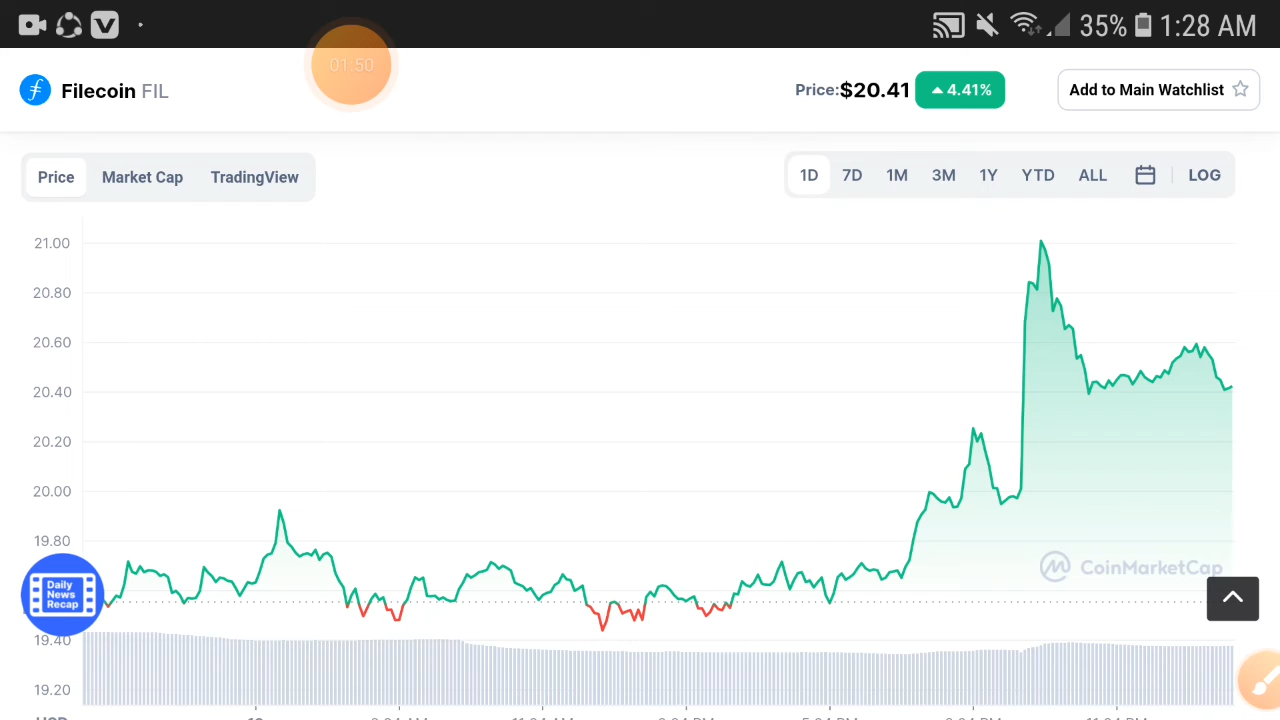 35% 1:28 AM
01:50
Filecoin FIL
Price: $20.41 4.41%
Add to Main Watchlist
Price Market Cap TradingView
1D 7D 1M 3M 1Y YTD ALL LOG
21.00
20.80
20.60
20.40
20.20
20.00
19.80
CoinMarketCap
Daily
News
Recap
19.40
19.20